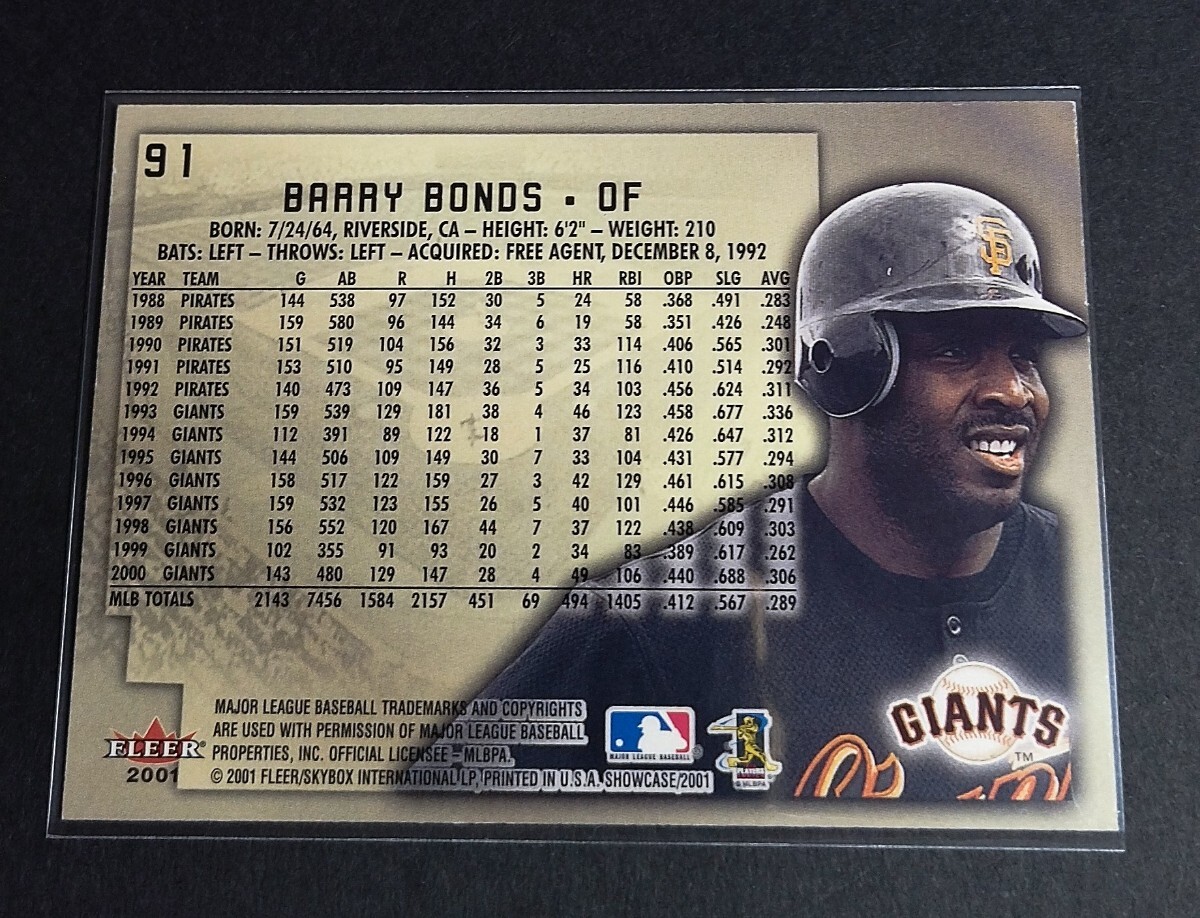 91
BARRY BONDS · OF
BORN: 7/24/64, RIVERSIDE, CA – HEIGHT: 6'2" – WEIGHT: 210
BATS: LEFT – THROWS: LEFT – ACQUIRED: FREE AGENT, DECEMBER 8, 1992
YEAR TEAM G AB R H 2B 3B HR RBI OBP SLG AVG
1988 PIRATES 144 538 97 152 30 5 24 58 .368 .491 .283
1989 PIRATES 159 580 96 144 34 6 19 58 .351 .426 .248
1990 PIRATES 151 519 104 156 32 3 33 114 .406 .565 .301
1991 PIRATES 153 510 95 149 28 5 25 116 .410 .514 .292
1992 PIRATES 140 473 109 147 36 5 34 103 .456 .624 .311
1993 GIANTS 159 539 129 181 38 4 46 123 .458 .677 .336
1994 GIANTS 112 391 89 122 18 1 37 81 .426 .647 .312
1995 GIANTS 144 506 109 149 30 7 33 104 .431 .577 .294
1996 GIANTS 158 517 122 159 27 3 42 129 .461 .615 .308
1997 GIANTS 159 532 123 155 26 5 40 101 .446 .585 .291
1998 GIANTS 156 552 120 167 44 7 37 122 .438 .609 .303
1999 GIANTS 102 355 91 93 20 2 34 83 .389 .617 .262
2000 GIANTS 143 480 129 147 28 4 49 106 .440 .688 .306
MLB TOTALS 2143 7456 1584 2157 451 69 494 1405 .412 .567 .289
MAJOR LEAGUE BASEBALL TRADEMARKS AND COPYRIGHTS
ARE USED WITH PERMISSION OF MAJOR LEAGUE BASEBALL
PROPERTIES, INC. OFFICIAL LICENSEE – MLBPA.
© 2001 FLEER/SKYBOX INTERNATIONAL LP, PRINTED IN U.S.A. SHOWCASE/2001
FLEER®
2001
MAJOR LEAGUE BASEBALL ®
PLAYERS
© MLBPA
SF
GIANTS
TM